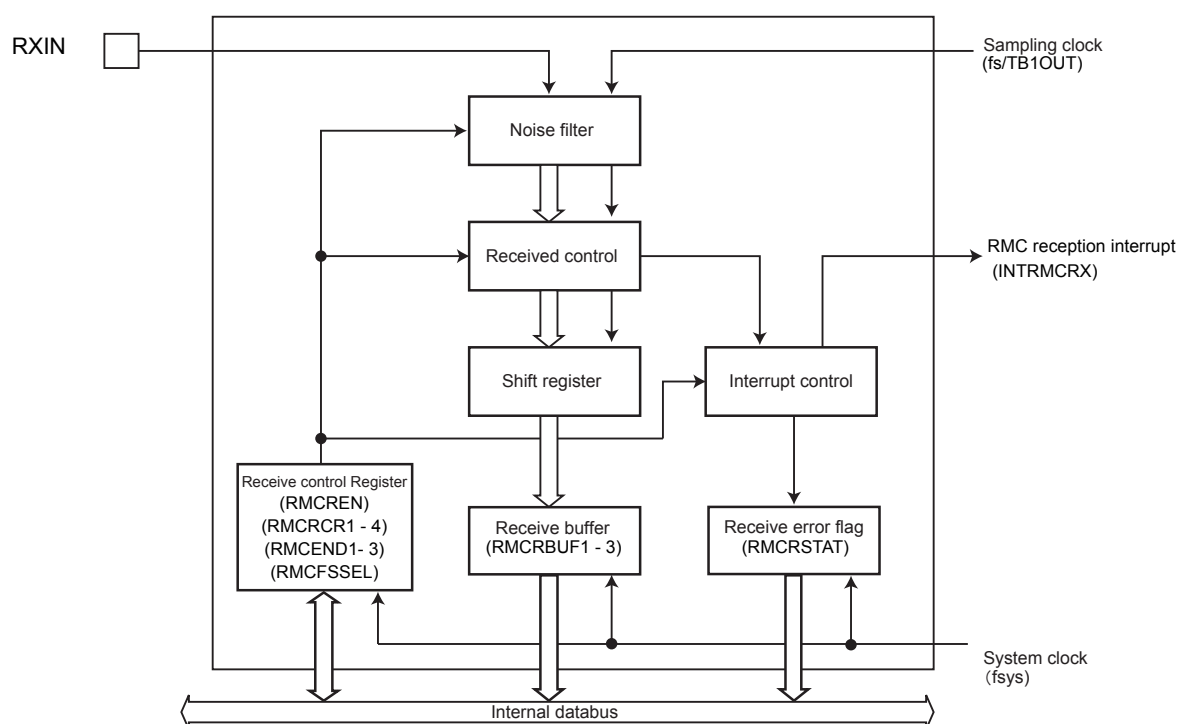 RXIN
Sampling clock
(fs/TB1OUT)
Noise filter
Received control
RMC reception interrupt
(INTRMCRX)
Shift register
Interrupt control
Receive control Register
(RMCREN)
(RMCRCR1 - 4)
(RMCEND1- 3)
(RMCFSSEL)
Receive buffer
(RMCRBUF1 - 3)
Receive error flag
(RMCRSTAT)
System clock
(fsys)
Internal databus